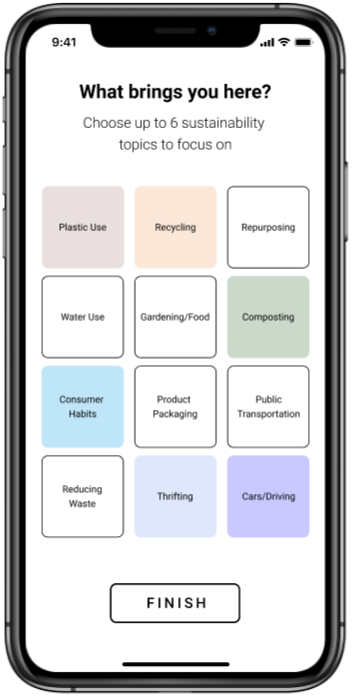 9:41
What brings you here?
Choose up to 6 sustainability
topics to focus on
Plastic Use
Recycling
Repurposing
Water Use
Gardening/Food
Composting
Consumer
Habits
Product
Packaging
Public
Transportation
Reducing
Waste
Thrifting
Cars/Driving
FINISH